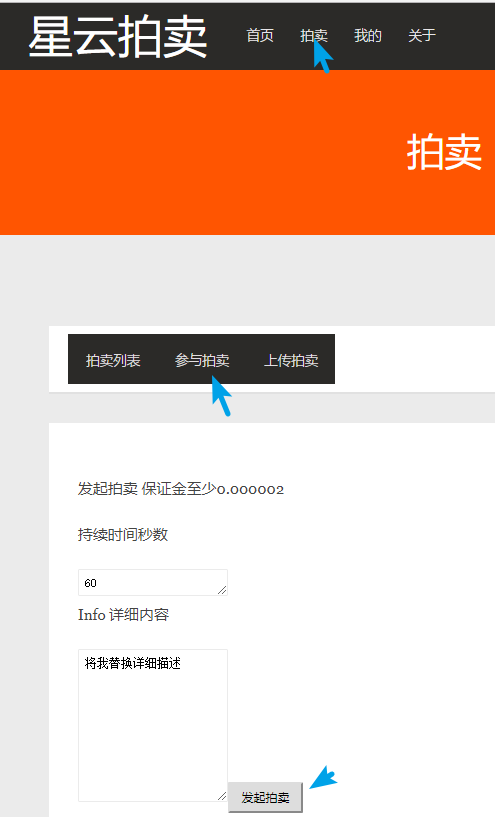 星云拍卖 首页 拍卖 我的 关于
拍卖
拍卖列表 参与拍卖 上传拍卖
发起拍卖 保证金至少0.000002
持续时间秒数
60
Info 详细内容
将我替换详细描述
发起拍卖